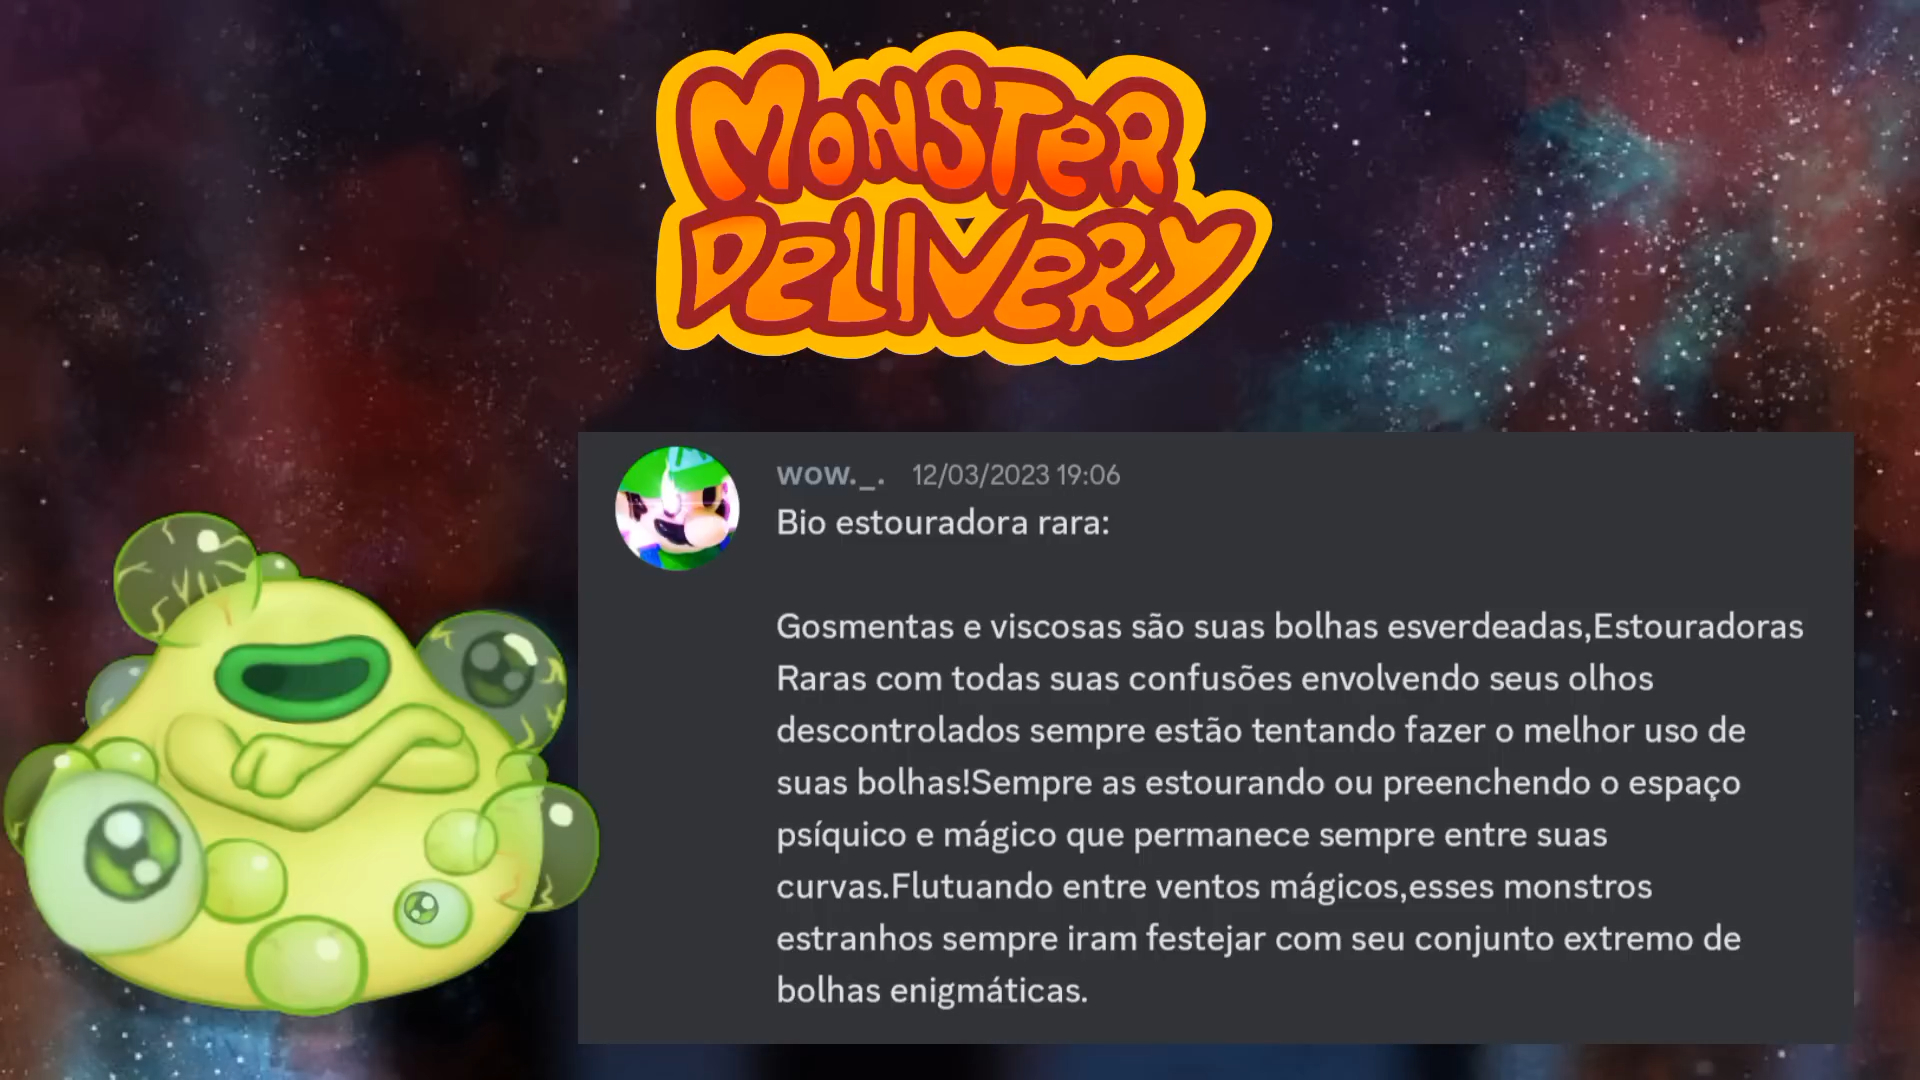 MONSTER
DELIVERY
wow._. 12/03/2023 19:06
Bio estouradora rara:
Gosmentas e viscosas são suas bolhas esverdeadas,Estouradoras
Raras com todas suas confusões envolvendo seus olhos
descontrolados sempre estão tentando fazer o melhor uso de
suas bolhas!Sempre as estourando ou preenchendo o espaço
psíquico e mágico que permanece sempre entre suas
curvas.Flutuando entre ventos mágicos,esses monstros
estranhos sempre iram festejar com seu conjunto extremo de
bolhas enigmáticas.